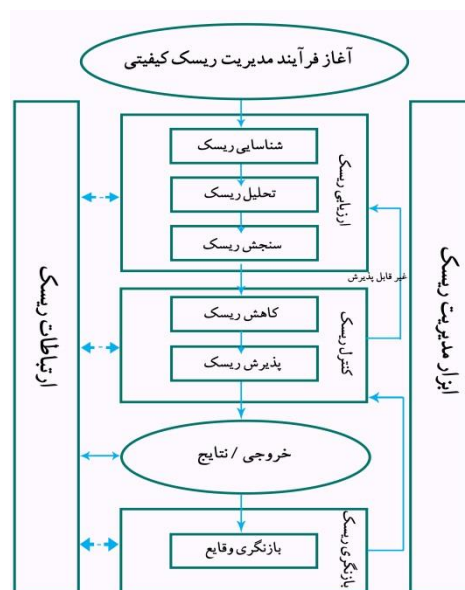 آغاز فرآیند مدیریت ریسک کیفیتی
شناسایی ریسک
تحلیل ریسک
سنجش ریسک
ارزیابی ریسک
غیر قابل پذیرش
کاهش ریسک
پذیرش ریسک
کنترل ریسک
خروجی / نتایج
بازنگری وقایع
بازنگری ریسک
ابزار مدیریت ریسک
ارتباطات ریسک